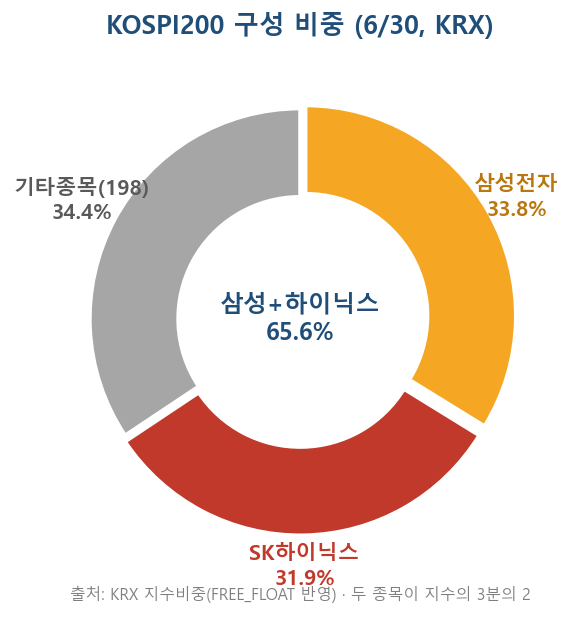 KOSPI200 구성 비중 (6/30, KRX)
기타종목(198)
34.4%
삼성전자
33.8%
삼성+하이닉스
65.6%
SK하이닉스
31.9%
출처: KRX 지수비중(FREE_FLOAT 반영) · 두 종목이 지수의 3분의 2